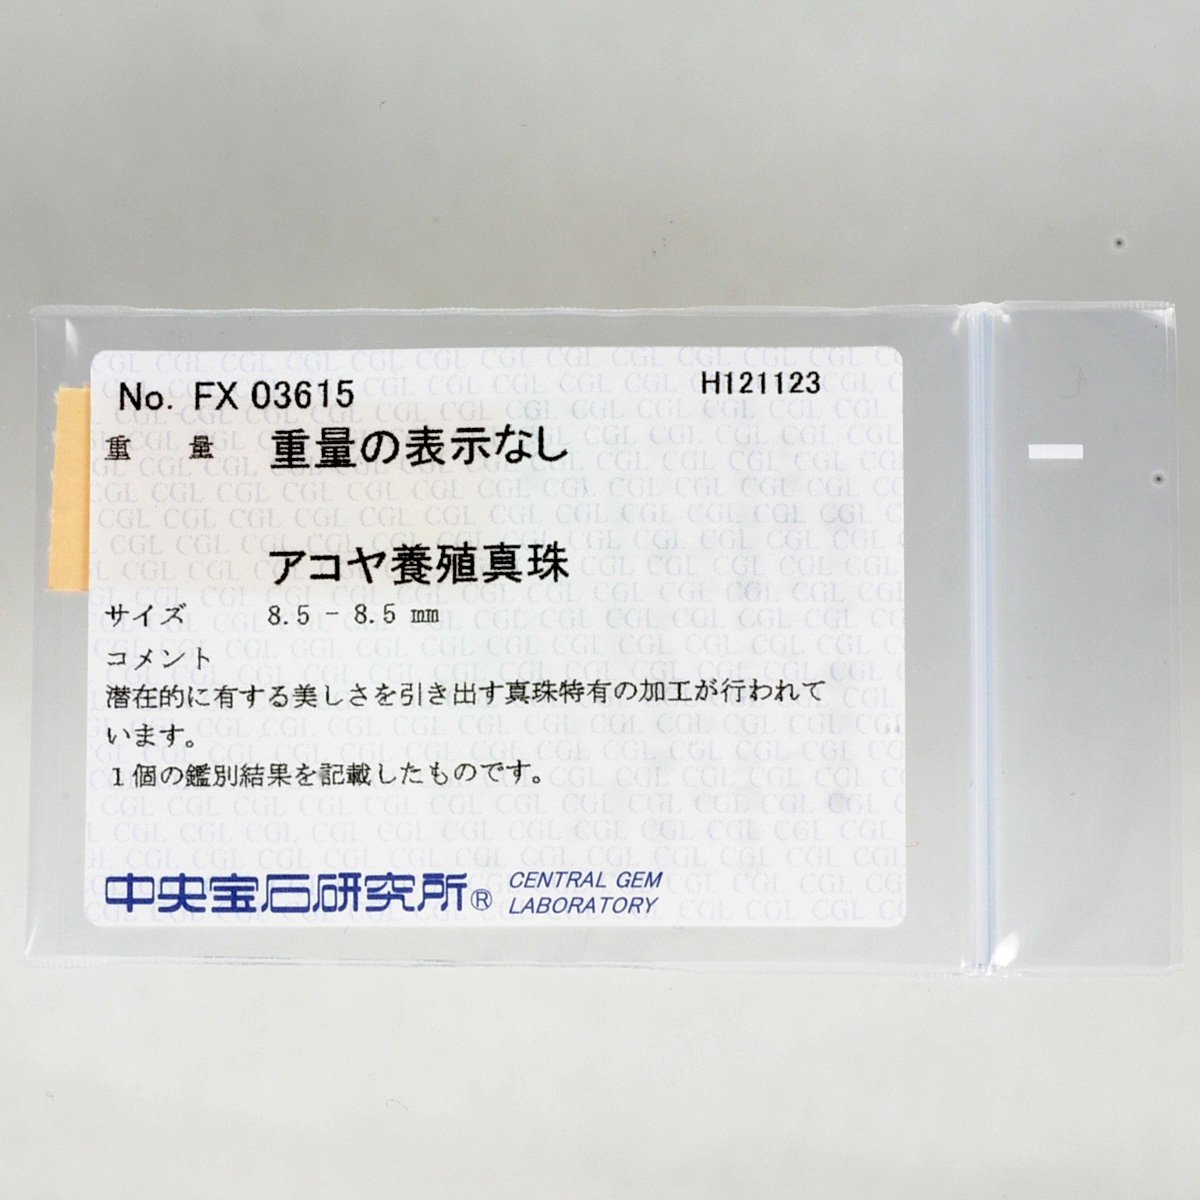 No. FX 03615 H121123
重量 重量の表示なし
アコヤ養殖真珠
サイズ 8.5 - 8.5 mm
コメント
潜在的に有する美しさを引き出す真珠特有の加工が行われて
います。
1個の鑑別結果を記載したものです。
中央宝石研究所® CENTRAL GEM
LABORATORY